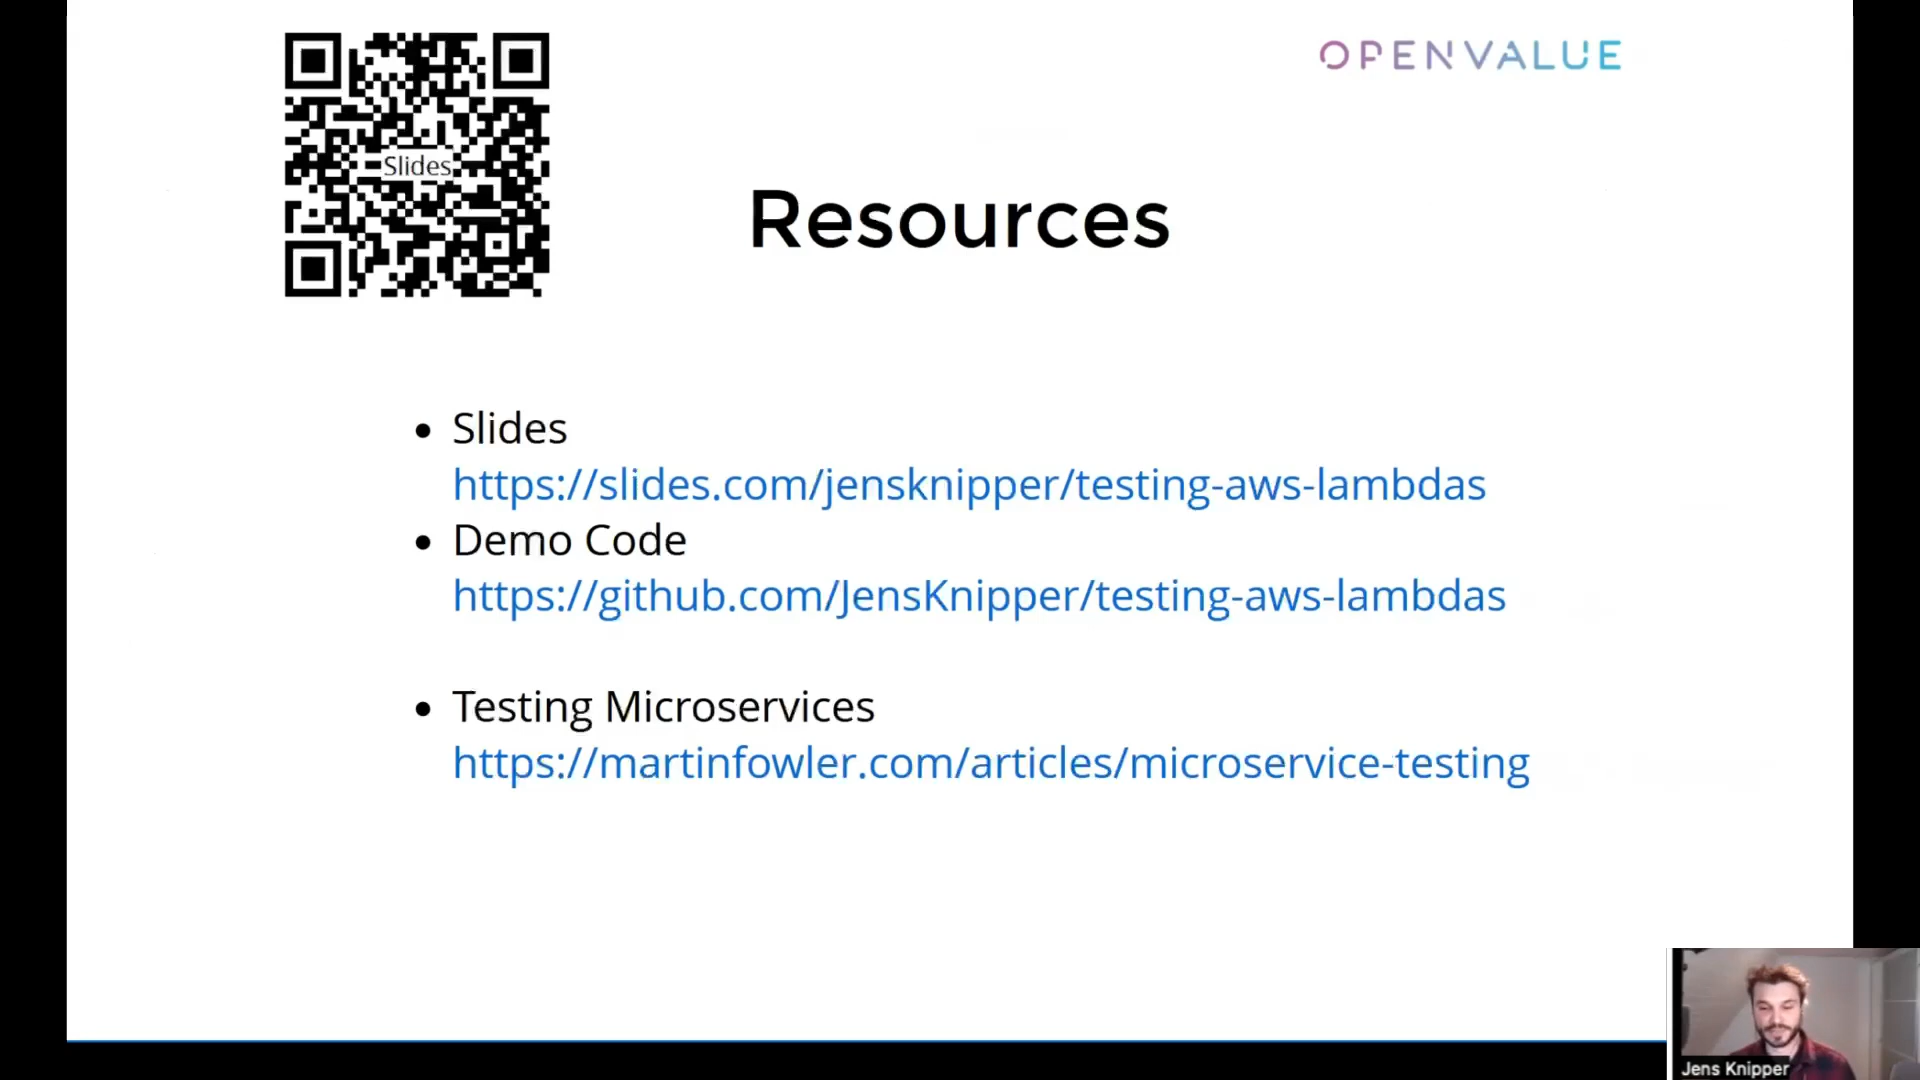 OPENVALUE
Slides
Resources
Slides
https://slides.com/jensknipper/testing-aws-lambdas
Demo Code
https://github.com/JensKnipper/testing-aws-lambdas
Testing Microservices
https://martinfowler.com/articles/microservice-testing
Jens Knipper